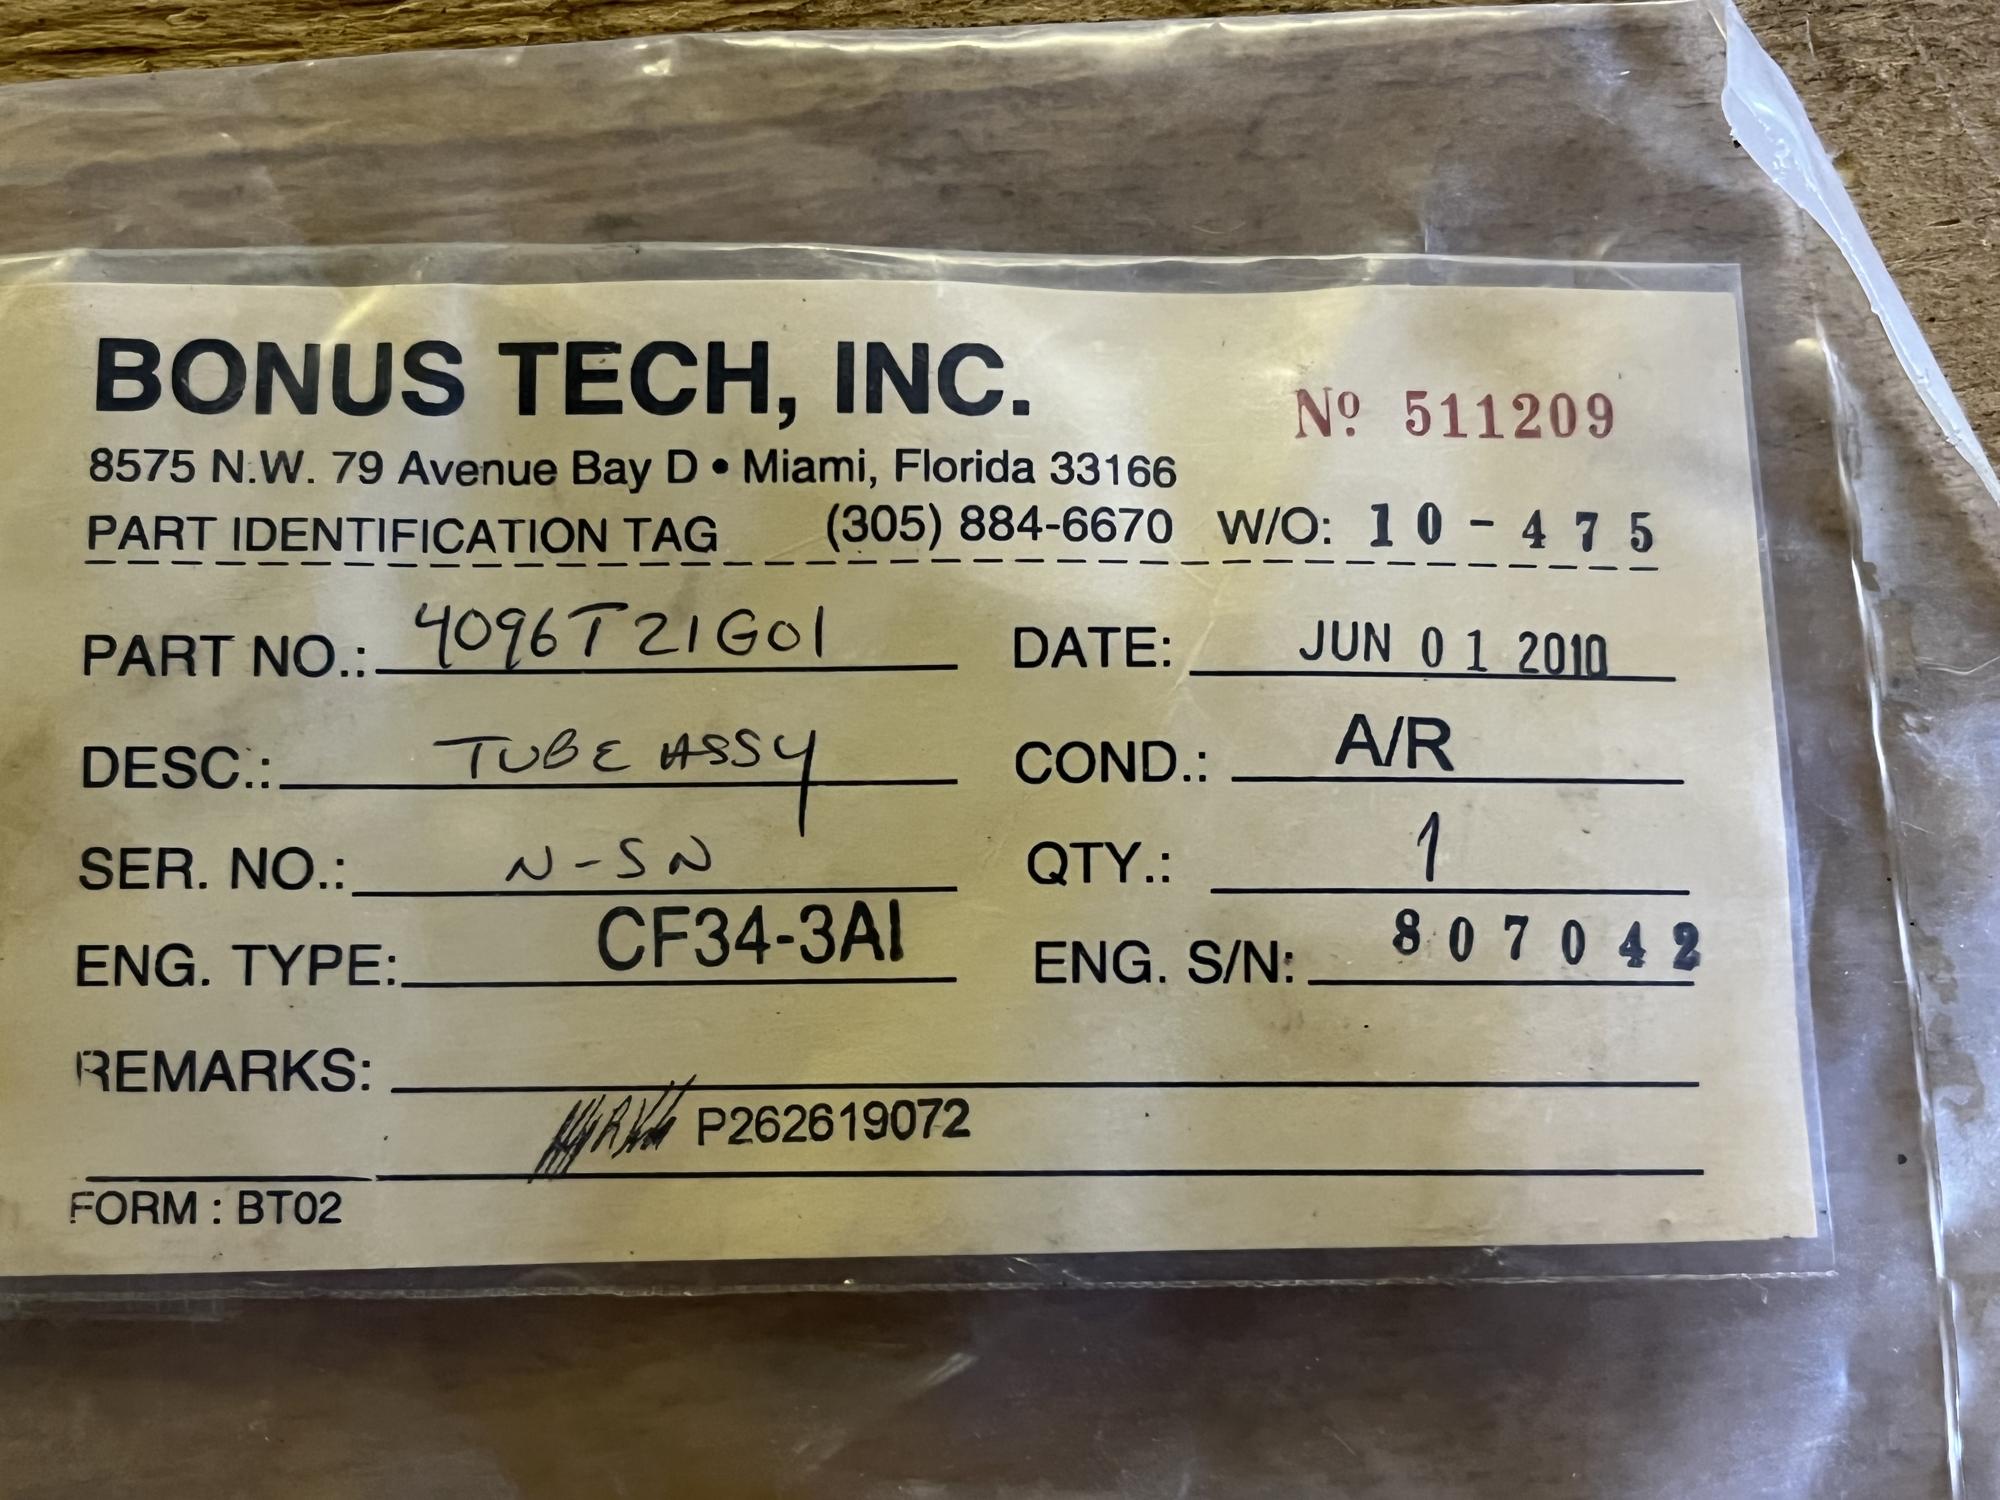 BONUS TECH, INC.
Nº 511209
8575 N.W. 79 Avenue Bay D • Miami, Florida 33166
PART IDENTIFICATION TAG (305) 884-6670 W/O: 10-475
PART NO.: 4096T21G01 DATE: JUN 01 2010
DESC.: TUBE ASSY COND.: A/R
SER. NO.: N-SN QTY.: 1
ENG. TYPE: CF34-3A1 ENG. S/N: 807042
REMARKS:
P262619072
FORM : BT02